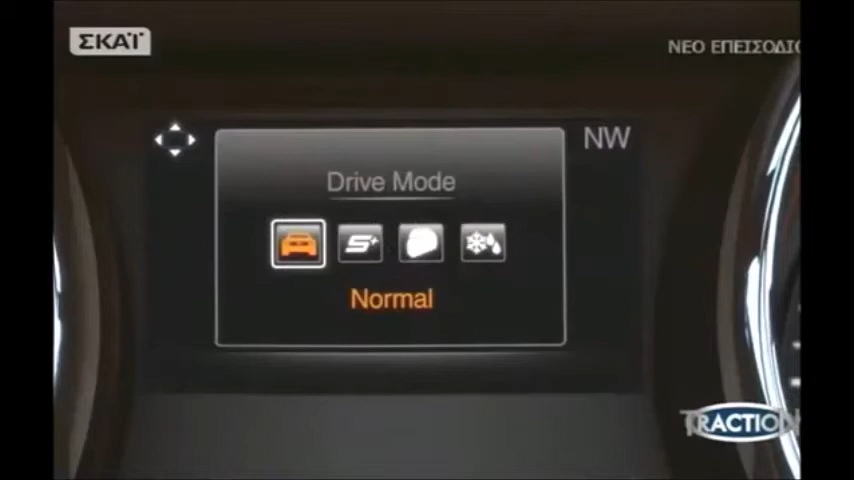 ΣΚΑΪ
ΝΕΟ ΕΠΕΙΣΟΔΙΟ
NW
Drive Mode
S+
Normal
TRACTION